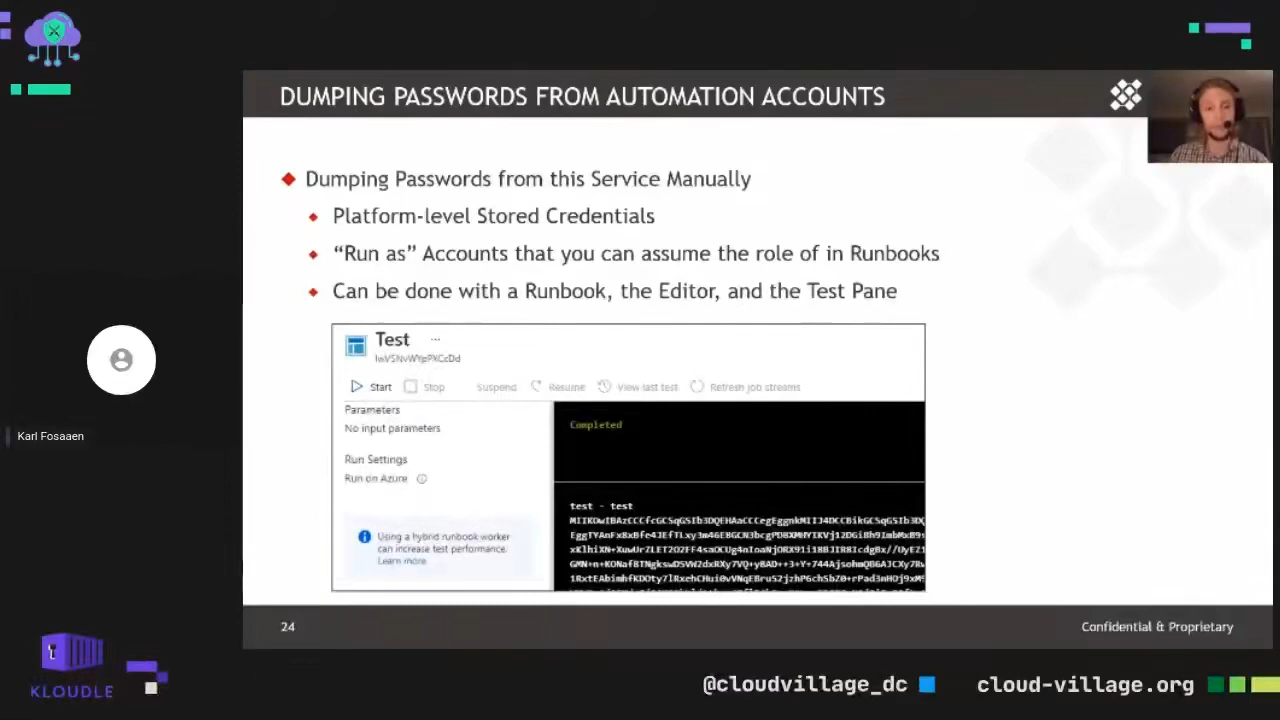 DUMPING PASSWORDS FROM AUTOMATION ACCOUNTS
Dumping Passwords from this Service Manually
Platform-level Stored Credentials
“Run as” Accounts that you can assume the role of in Runbooks
Can be done with a Runbook, the Editor, and the Test Pane
Test ...
Start Stop Suspend Resume View last test Refresh job streams
Parameters
No input parameters
Run Settings
Run on Azure
Using a hybrid runbook worker
can increase test performance.
Learn more
Completed
test - test
Karl Fosaaen
24
Confidential & Proprietary
KLOUDLE
@cloudvillage_dc
cloud-village.org